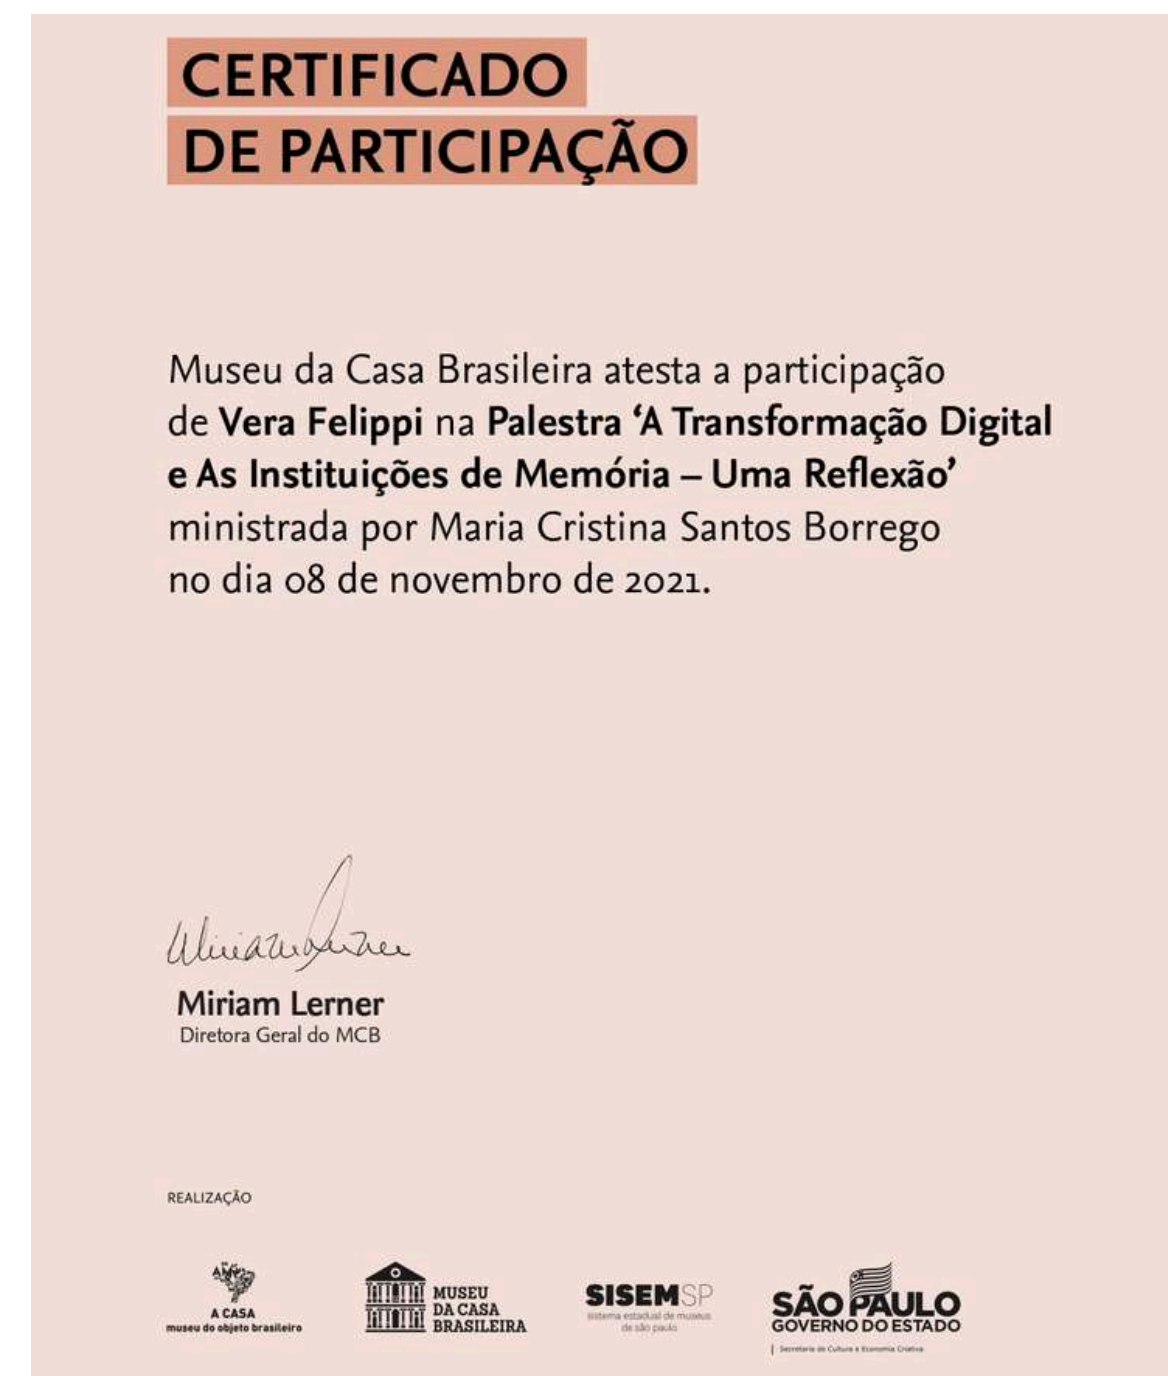 CERTIFICADO
DE PARTICIPAÇÃO
Museu da Casa Brasileira atesta a participação
de Vera Felippi na Palestra ‘A Transformação Digital
e As Instituições de Memória – Uma Reflexão’
ministrada por Maria Cristina Santos Borrego
no dia 08 de novembro de 2021.
Miriam Lerner
Miriam Lerner
Diretora Geral do MCB
REALIZAÇÃO
A CASA
museu do objeto brasileiro
MUSEU
DA CASA
BRASILEIRA
SISEMSP
sistema estadual de museus
de são paulo
SÃO PAULO
GOVERNO DO ESTADO
Secretaria de Cultura e Economia Criativa